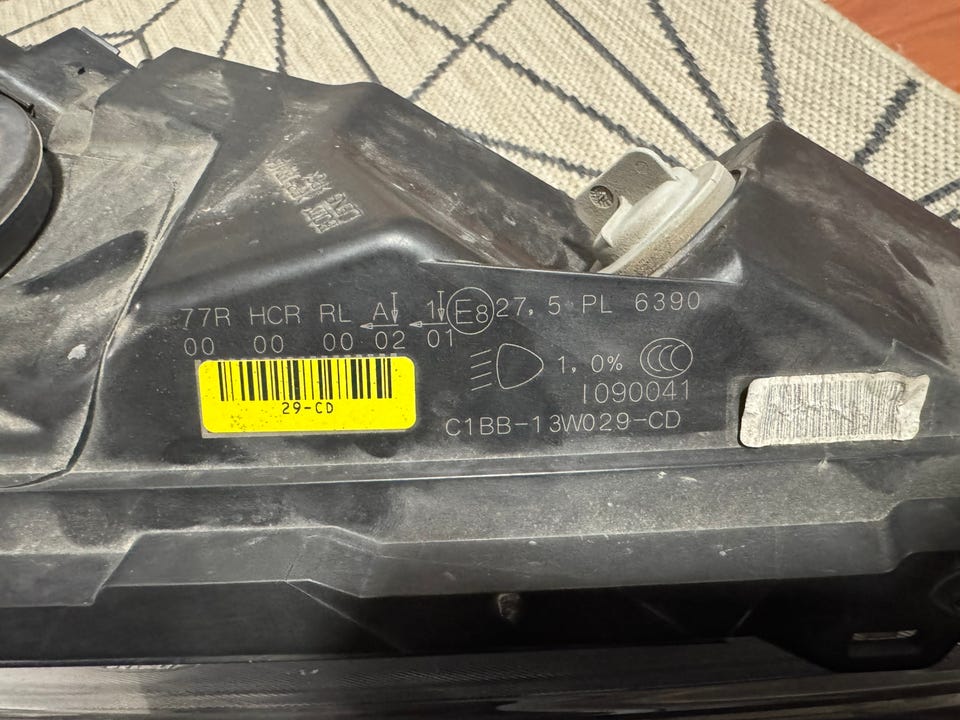 77R HCR RL A 1 E8 27,5 PL 6390
00 00 00 02 01
1,0% CCC
1090041
29-CD
C1BB-13W029-CD